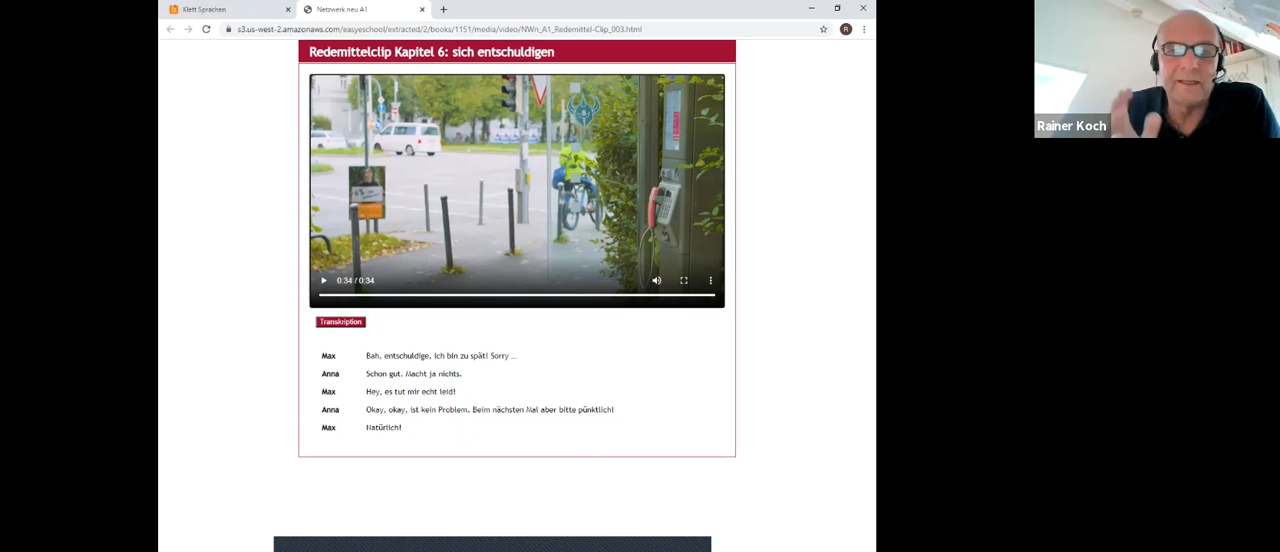 Klett Sprachen
Netzwerk neu A1
s3.us-west-2.amazonaws.com/easyeschool/extracted/2/books/1151/media/video/NWn_A1_Redemittel-Clip_003.html
R
Redemittelclip Kapitel 6: sich entschuldigen
0:34 / 0:34
Transkription
Max Bah, entschuldige, ich bin zu spät! Sorry ...
Anna Schon gut. Macht ja nichts.
Max Hey, es tut mir echt leid!
Anna Okay, okay, ist kein Problem. Beim nächsten Mal aber bitte pünktlich!
Max Natürlich!
Rainer Koch